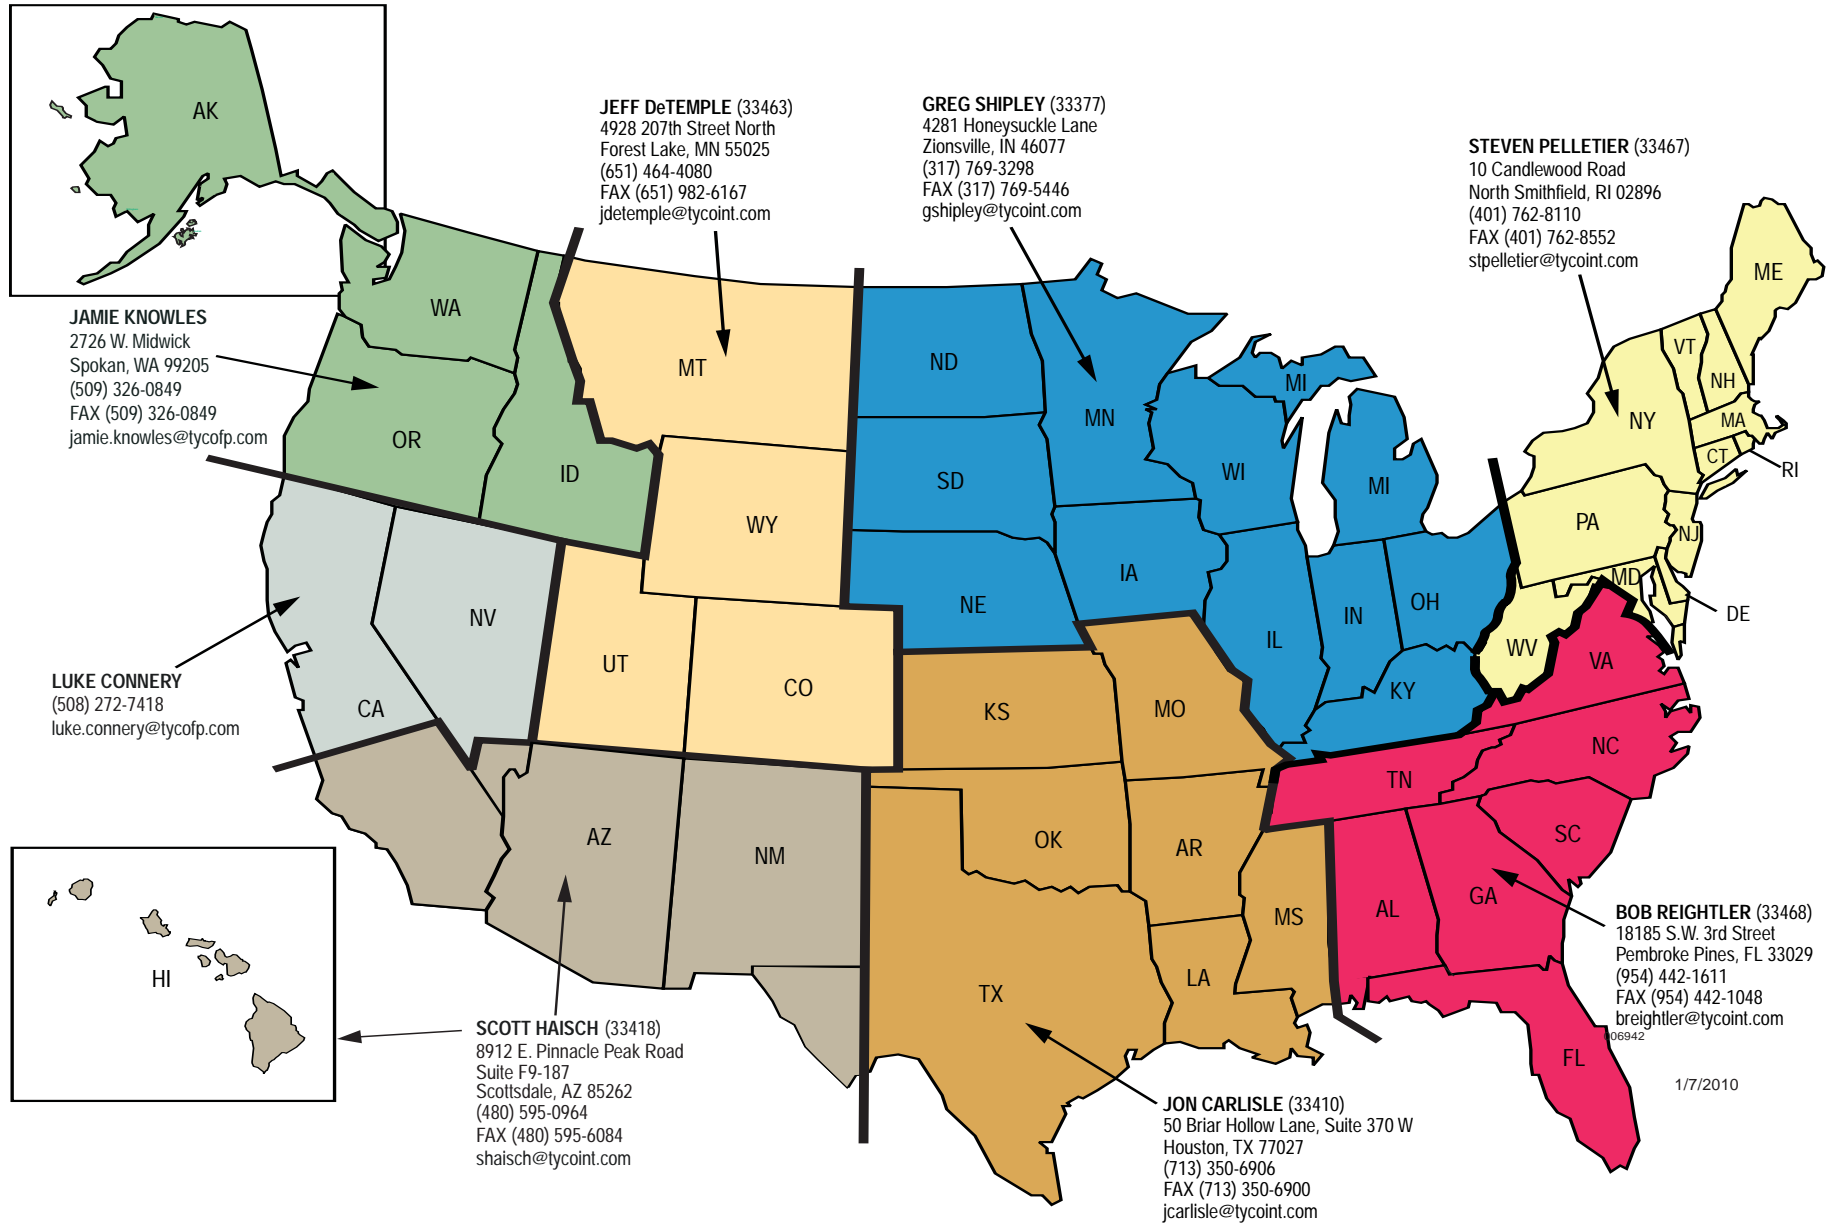 AK
JEFF DeTEMPLE (33463)
4928 207th Street North
Forest Lake, MN 55025
(651) 464-4080
FAX (651) 982-6167
jdetemple@tycoint.com
GREG SHIPLEY (33377)
4281 Honeysuckle Lane
Zionsville, IN 46077
(317) 769-3298
FAX (317) 769-5446
gshipley@tycoint.com
STEVEN PELLETIER (33467)
10 Candlewood Road
North Smithfield, RI 02896
(401) 762-8110
FAX (401) 762-8552
stpelletier@tycoint.com
JAMIE KNOWLES
2726 W. Midwick
Spokan, WA 99205
(509) 326-0849
FAX (509) 326-0849
jamie.knowles@tycofp.com
WA
OR
ID
MT
WY
UT
CO
ND
SD
NE
MN
IA
WI
MI
MI
IL
IN
OH
KY
ME
VT
NH
NY
MA
CT
RI
PA
NJ
MD
DE
WV
VA
NC
TN
SC
GA
AL
FL
NV
CA
LUKE CONNERY
(508) 272-7418
luke.connery@tycofp.com
KS
MO
OK
AR
MS
LA
TX
AZ
NM
HI
SCOTT HAISCH (33418)
8912 E. Pinnacle Peak Road
Suite F9-187
Scottsdale, AZ 85262
(480) 595-0964
FAX (480) 595-6084
shaisch@tycoint.com
JON CARLISLE (33410)
50 Briar Hollow Lane, Suite 370 W
Houston, TX 77027
(713) 350-6906
FAX (713) 350-6900
jcarlisle@tycoint.com
BOB REIGHTLER (33468)
18185 S.W. 3rd Street
Pembroke Pines, FL 33029
(954) 442-1611
FAX (954) 442-1048
breightler@tycoint.com
006942
1/7/2010